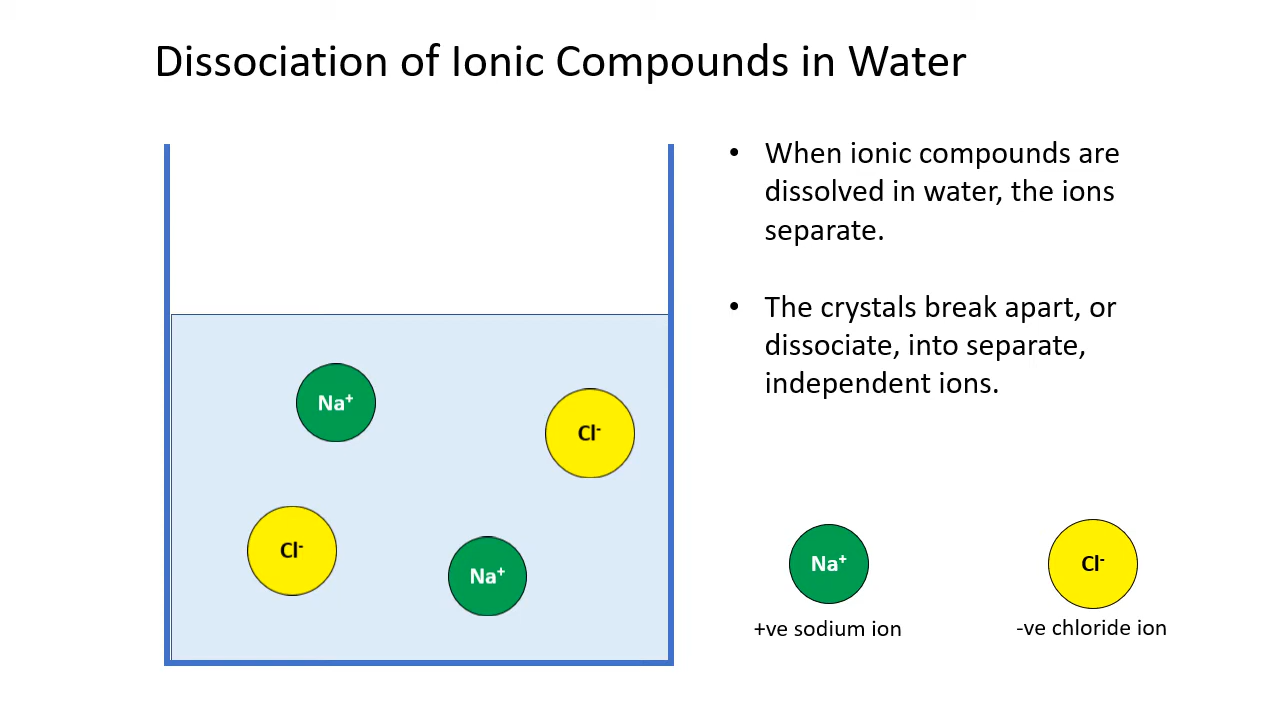 Dissociation of Ionic Compounds in Water
• When ionic compounds are
dissolved in water, the ions
separate.
• The crystals break apart, or
dissociate, into separate,
independent ions.
Na⁺
Cl⁻
Cl⁻
Na⁺
Na⁺
Cl⁻
+ve sodium ion
-ve chloride ion